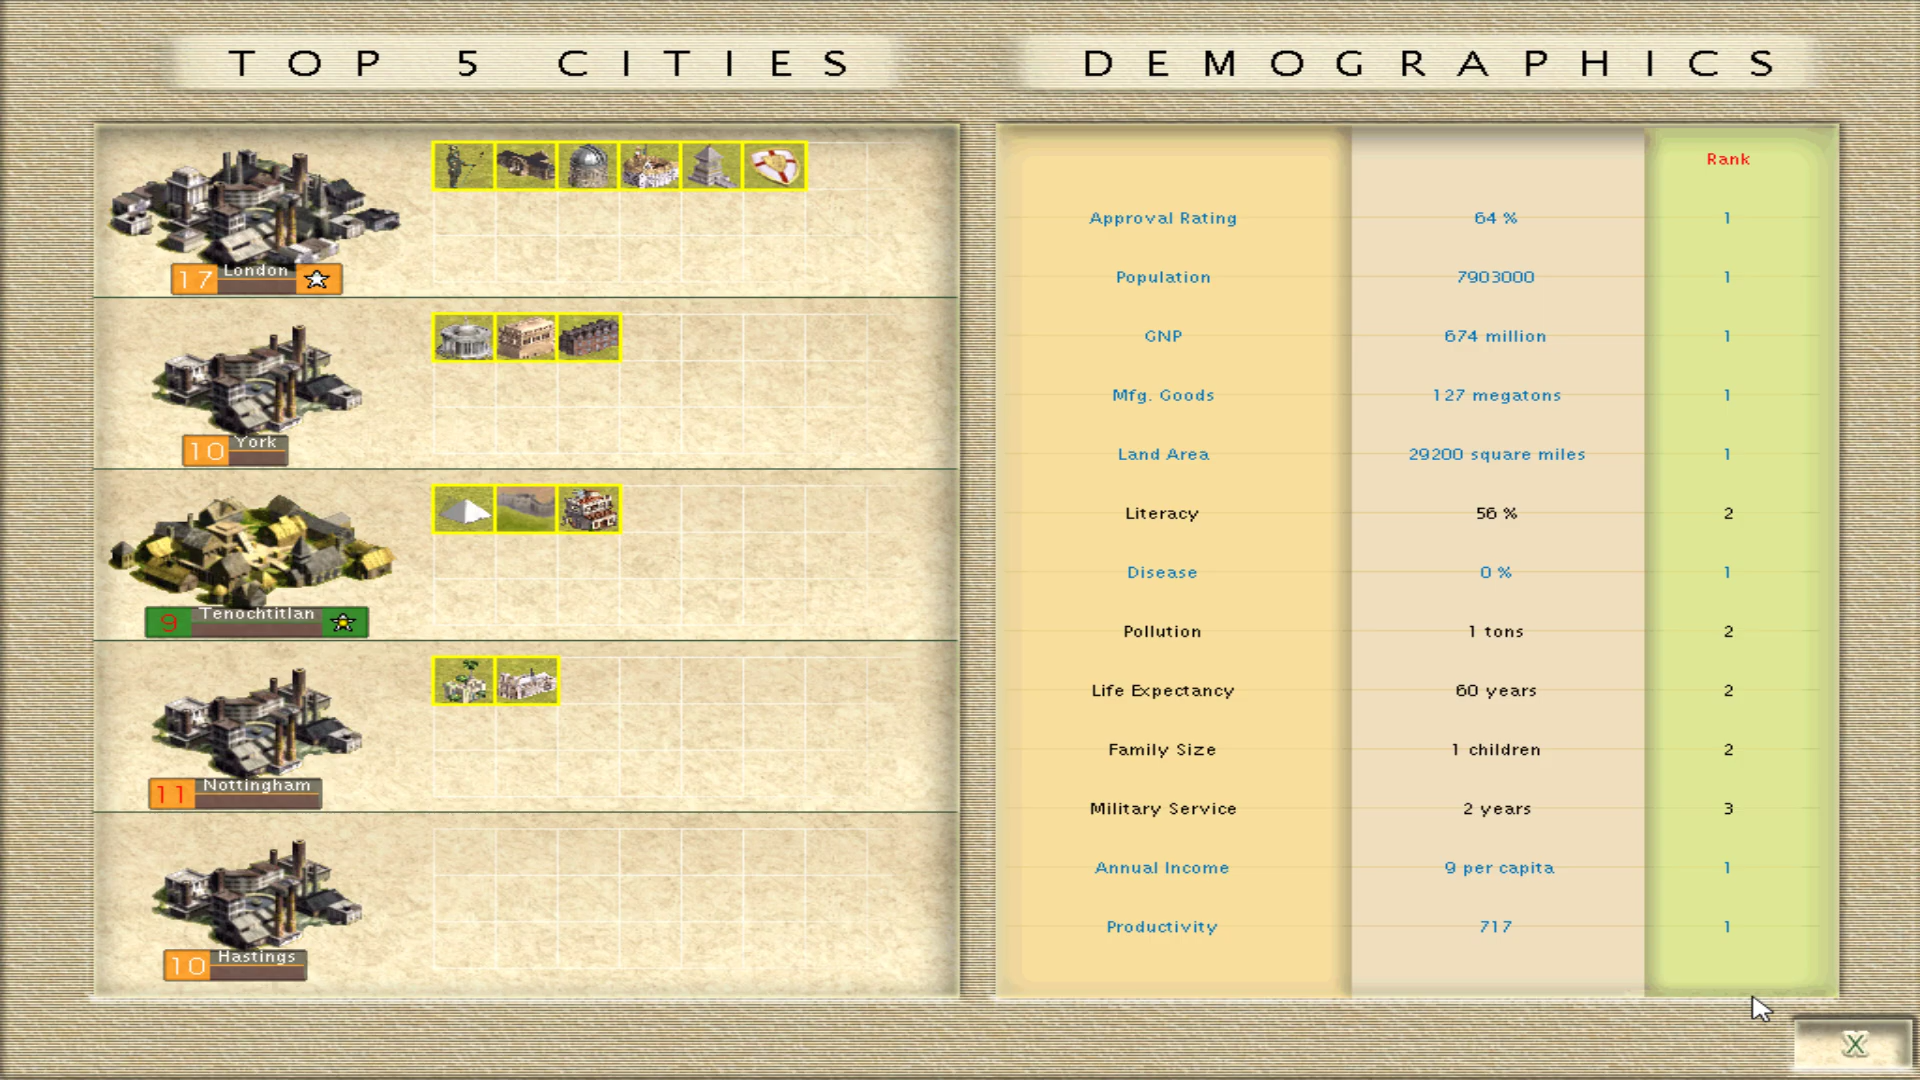 TOP 5 CITIES
17 London
10 York
9 Tenochtitlan
11 Nottingham
10 Hastings
DEMOGRAPHICS
Rank
Approval Rating 64 % 1
Population 7903000 1
GNP 674 million 1
Mfg. Goods 127 megatons 1
Land Area 29200 square miles 1
Literacy 56 % 2
Disease 0 % 1
Pollution 1 tons 2
Life Expectancy 60 years 2
Family Size 1 children 2
Military Service 2 years 3
Annual Income 9 per capita 1
Productivity 717 1
X